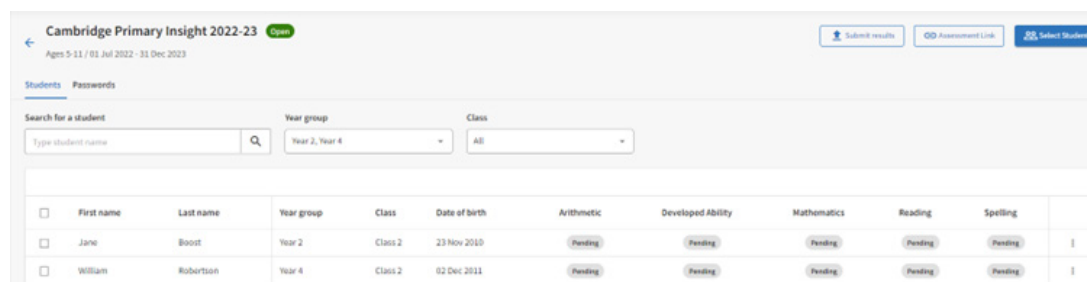 Cambridge Primary Insight 2022-23 Open
Ages 5-11 / 01 Jul 2022 - 31 Dec 2023
Submit results
Assessment Link
Select Student
Students Passwords
Search for a student Year group Class
Type student name Year 2, Year 4 All
First name Last name Year group Class Date of birth Arithmetic Developed Ability Mathematics Reading Spelling
Jane Boost Year 2 Class 2 23 Nov 2010 Pending Pending Pending Pending Pending
William Robertson Year 4 Class 2 02 Dec 2011 Pending Pending Pending Pending Pending